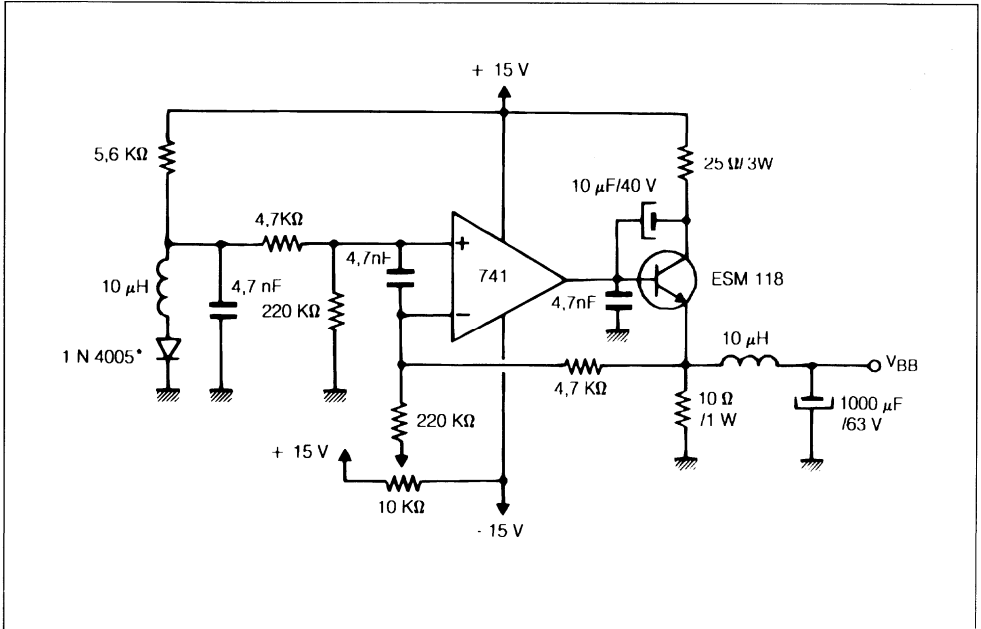 + 15 V
5,6 KΩ
25 Ω/3W
10 µF/40 V
4,7KΩ
+
4,7nF
741
ESM 118
10 µH
4,7 nF
220 KΩ
−
4,7nF
10 µH
1 N 4005*
VBB
4,7 KΩ
10 Ω
/1 W
1000 µF
/63 V
220 KΩ
+ 15 V
10 KΩ
- 15 V